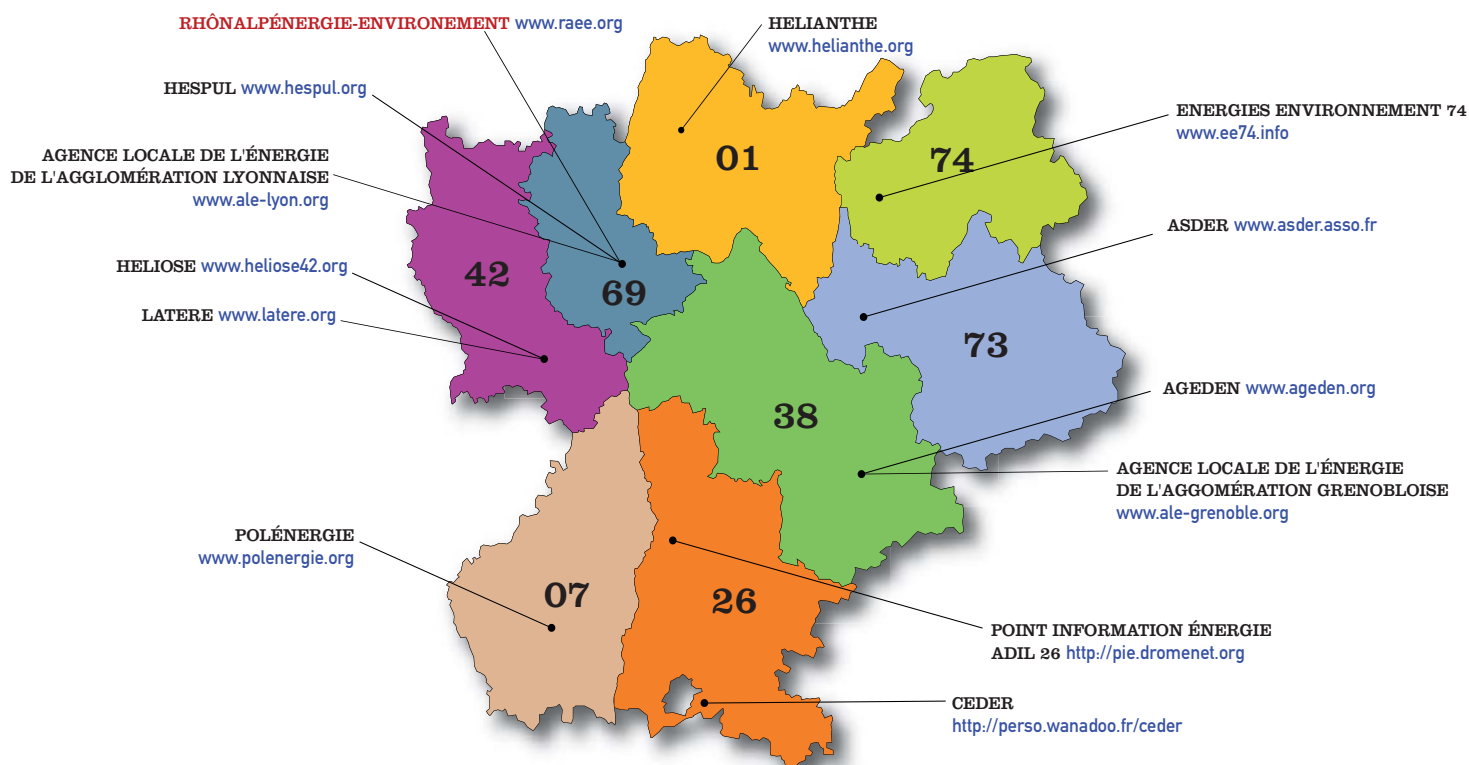 RHÔNALPÉNERGIE-ENVIRONEMENT www.raee.org
HELIANTHE
www.helianthe.org
HESPUL www.hespul.org
ENERGIES ENVIRONNEMENT 74
www.ee74.info
AGENCE LOCALE DE L'ÉNERGIE
DE L'AGGLOMÉRATION LYONNAISE
www.ale-lyon.org
01
74
ASDER www.asder.asso.fr
HELIOSE www.heliose42.org
42
69
LATERE www.latere.org
73
AGEDEN www.ageden.org
38
AGENCE LOCALE DE L'ÉNERGIE
DE L'AGGOMÉRATION GRENOBLOISE
www.ale-grenoble.org
POLÉNERGIE
www.polenergie.org
07
26
POINT INFORMATION ÉNERGIE
ADIL 26 http://pie.dromenet.org
CEDER
http://perso.wanadoo.fr/ceder